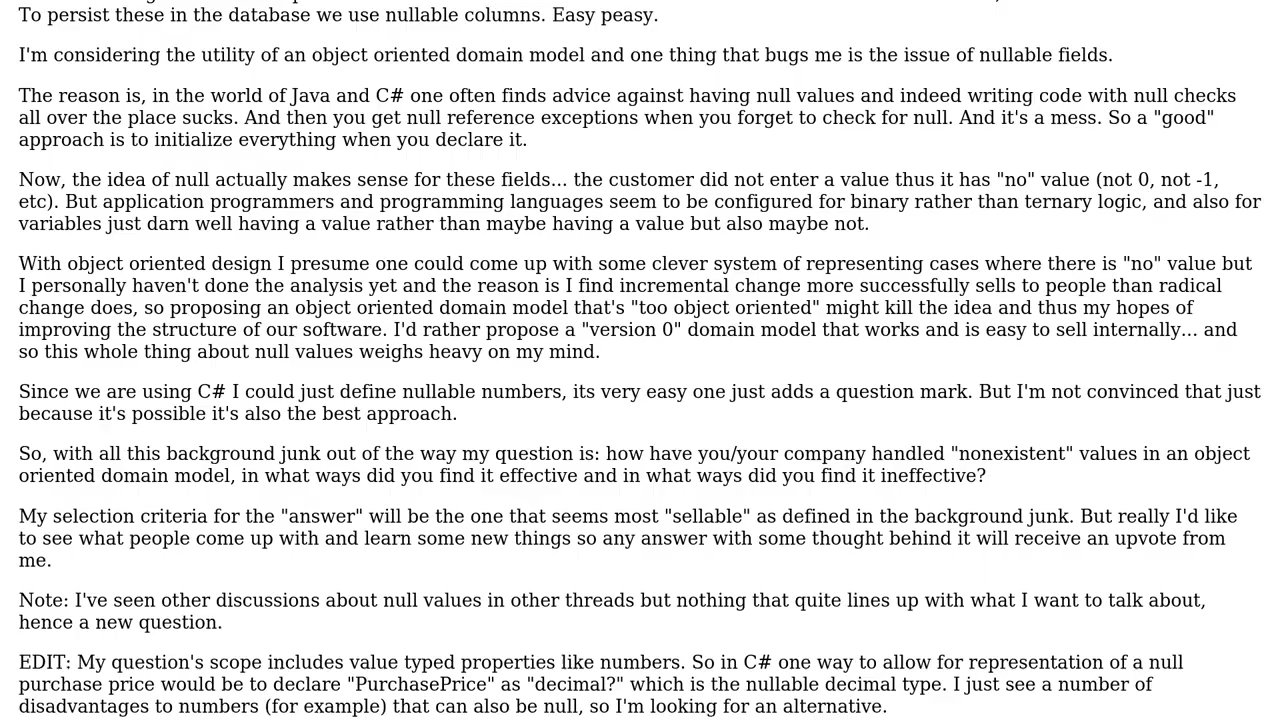 To persist these in the database we use nullable columns. Easy peasy.
I'm considering the utility of an object oriented domain model and one thing that bugs me is the issue of nullable fields.
The reason is, in the world of Java and C# one often finds advice against having null values and indeed writing code with null checks
all over the place sucks. And then you get null reference exceptions when you forget to check for null. And it's a mess. So a "good"
approach is to initialize everything when you declare it.
Now, the idea of null actually makes sense for these fields... the customer did not enter a value thus it has "no" value (not 0, not -1,
etc). But application programmers and programming languages seem to be configured for binary rather than ternary logic, and also for
variables just darn well having a value rather than maybe having a value but also maybe not.
With object oriented design I presume one could come up with some clever system of representing cases where there is "no" value but
I personally haven't done the analysis yet and the reason is I find incremental change more successfully sells to people than radical
change does, so proposing an object oriented domain model that's "too object oriented" might kill the idea and thus my hopes of
improving the structure of our software. I'd rather propose a "version 0" domain model that works and is easy to sell internally... and
so this whole thing about null values weighs heavy on my mind.
Since we are using C# I could just define nullable numbers, its very easy one just adds a question mark. But I'm not convinced that just
because it's possible it's also the best approach.
So, with all this background junk out of the way my question is: how have you/your company handled "nonexistent" values in an object
oriented domain model, in what ways did you find it effective and in what ways did you find it ineffective?
My selection criteria for the "answer" will be the one that seems most "sellable" as defined in the background junk. But really I'd like
to see what people come up with and learn some new things so any answer with some thought behind it will receive an upvote from
me.
Note: I've seen other discussions about null values in other threads but nothing that quite lines up with what I want to talk about,
hence a new question.
EDIT: My question's scope includes value typed properties like numbers. So in C# one way to allow for representation of a null
purchase price would be to declare "PurchasePrice" as "decimal?" which is the nullable decimal type. I just see a number of
disadvantages to numbers (for example) that can also be null, so I'm looking for an alternative.